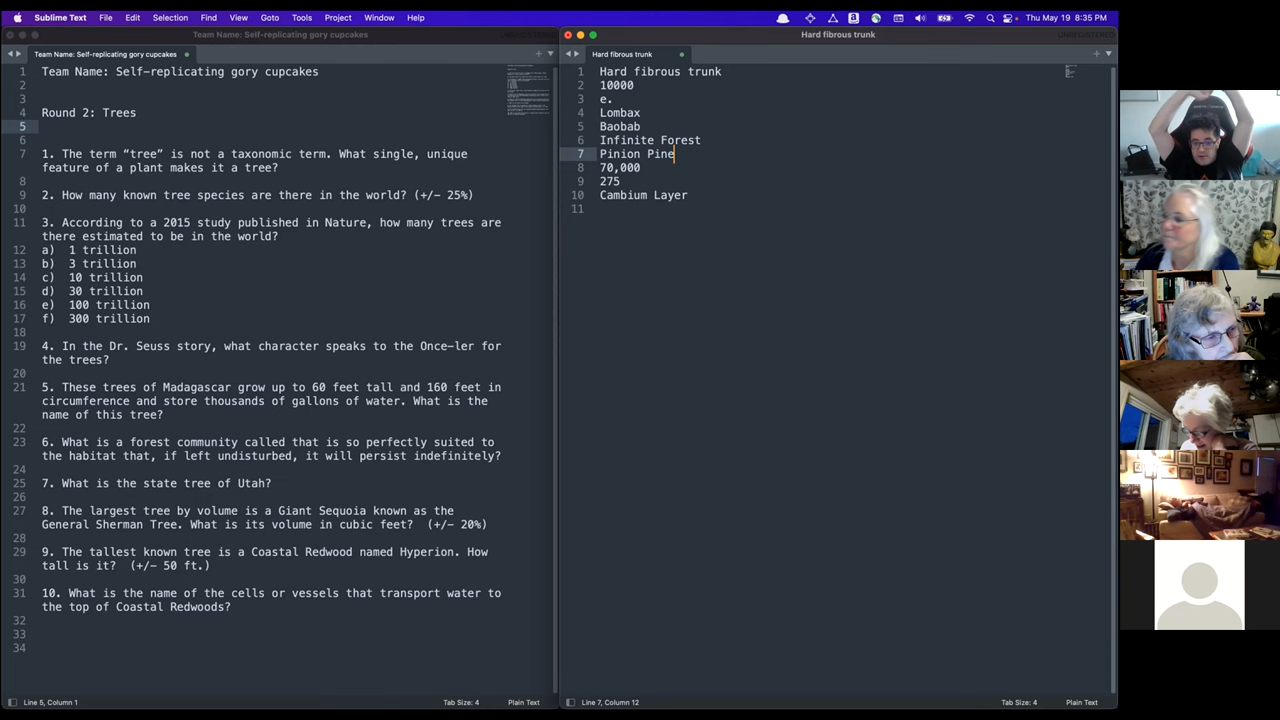 Sublime Text File Edit Selection Find View Goto Tools Project Window Help Thu May 19 8:35 PM
Team Name: Self-replicating gory cupcakes
Team Name: Self-replicating gory cupcakes
1 Team Name: Self-replicating gory cupcakes
2
3
4 Round 2: Trees
5
6
7 1. The term “tree” is not a taxonomic term. What single, unique
feature of a plant makes it a tree?
8
9 2. How many known tree species are there in the world? (+/- 25%)
10
11 3. According to a 2015 study published in Nature, how many trees are
there estimated to be in the world?
12 a) 1 trillion
13 b) 3 trillion
14 c) 10 trillion
15 d) 30 trillion
16 e) 100 trillion
17 f) 300 trillion
18
19 4. In the Dr. Seuss story, what character speaks to the Once-ler for
the trees?
20
21 5. These trees of Madagascar grow up to 60 feet tall and 160 feet in
circumference and store thousands of gallons of water. What is the
name of this tree?
22
23 6. What is a forest community called that is so perfectly suited to
the habitat that, if left undisturbed, it will persist indefinitely?
24
25 7. What is the state tree of Utah?
26
27 8. The largest tree by volume is a Giant Sequoia known as the
General Sherman Tree. What is its volume in cubic feet? (+/- 20%)
28
29 9. The tallest known tree is a Coastal Redwood named Hyperion. How
tall is it? (+/- 50 ft.)
30
31 10. What is the name of the cells or vessels that transport water to
the top of Coastal Redwoods?
32
33
34
Line 5, Column 1 Tab Size: 4 Plain Text
Hard fibrous trunk UNREGISTERED
Hard fibrous trunk
1 Hard fibrous trunk
2 10000
3 e.
4 Lombax
5 Baobab
6 Infinite Forest
7 Pinion Pine
8 70,000
9 275
10 Cambium Layer
11
Line 7, Column 12 Tab Size: 4 Plain Text